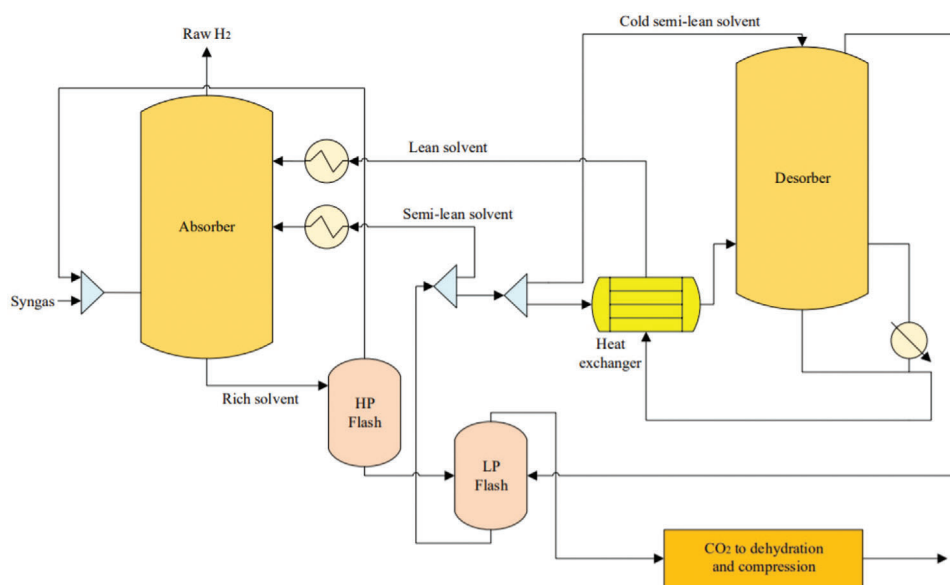 Cold semi-lean solvent
Raw H2
Lean solvent
Desorber
Semi-lean solvent
Absorber
Syngas
Heat
exchanger
Rich solvent
HP
Flash
LP
Flash
CO2 to dehydration
and compression